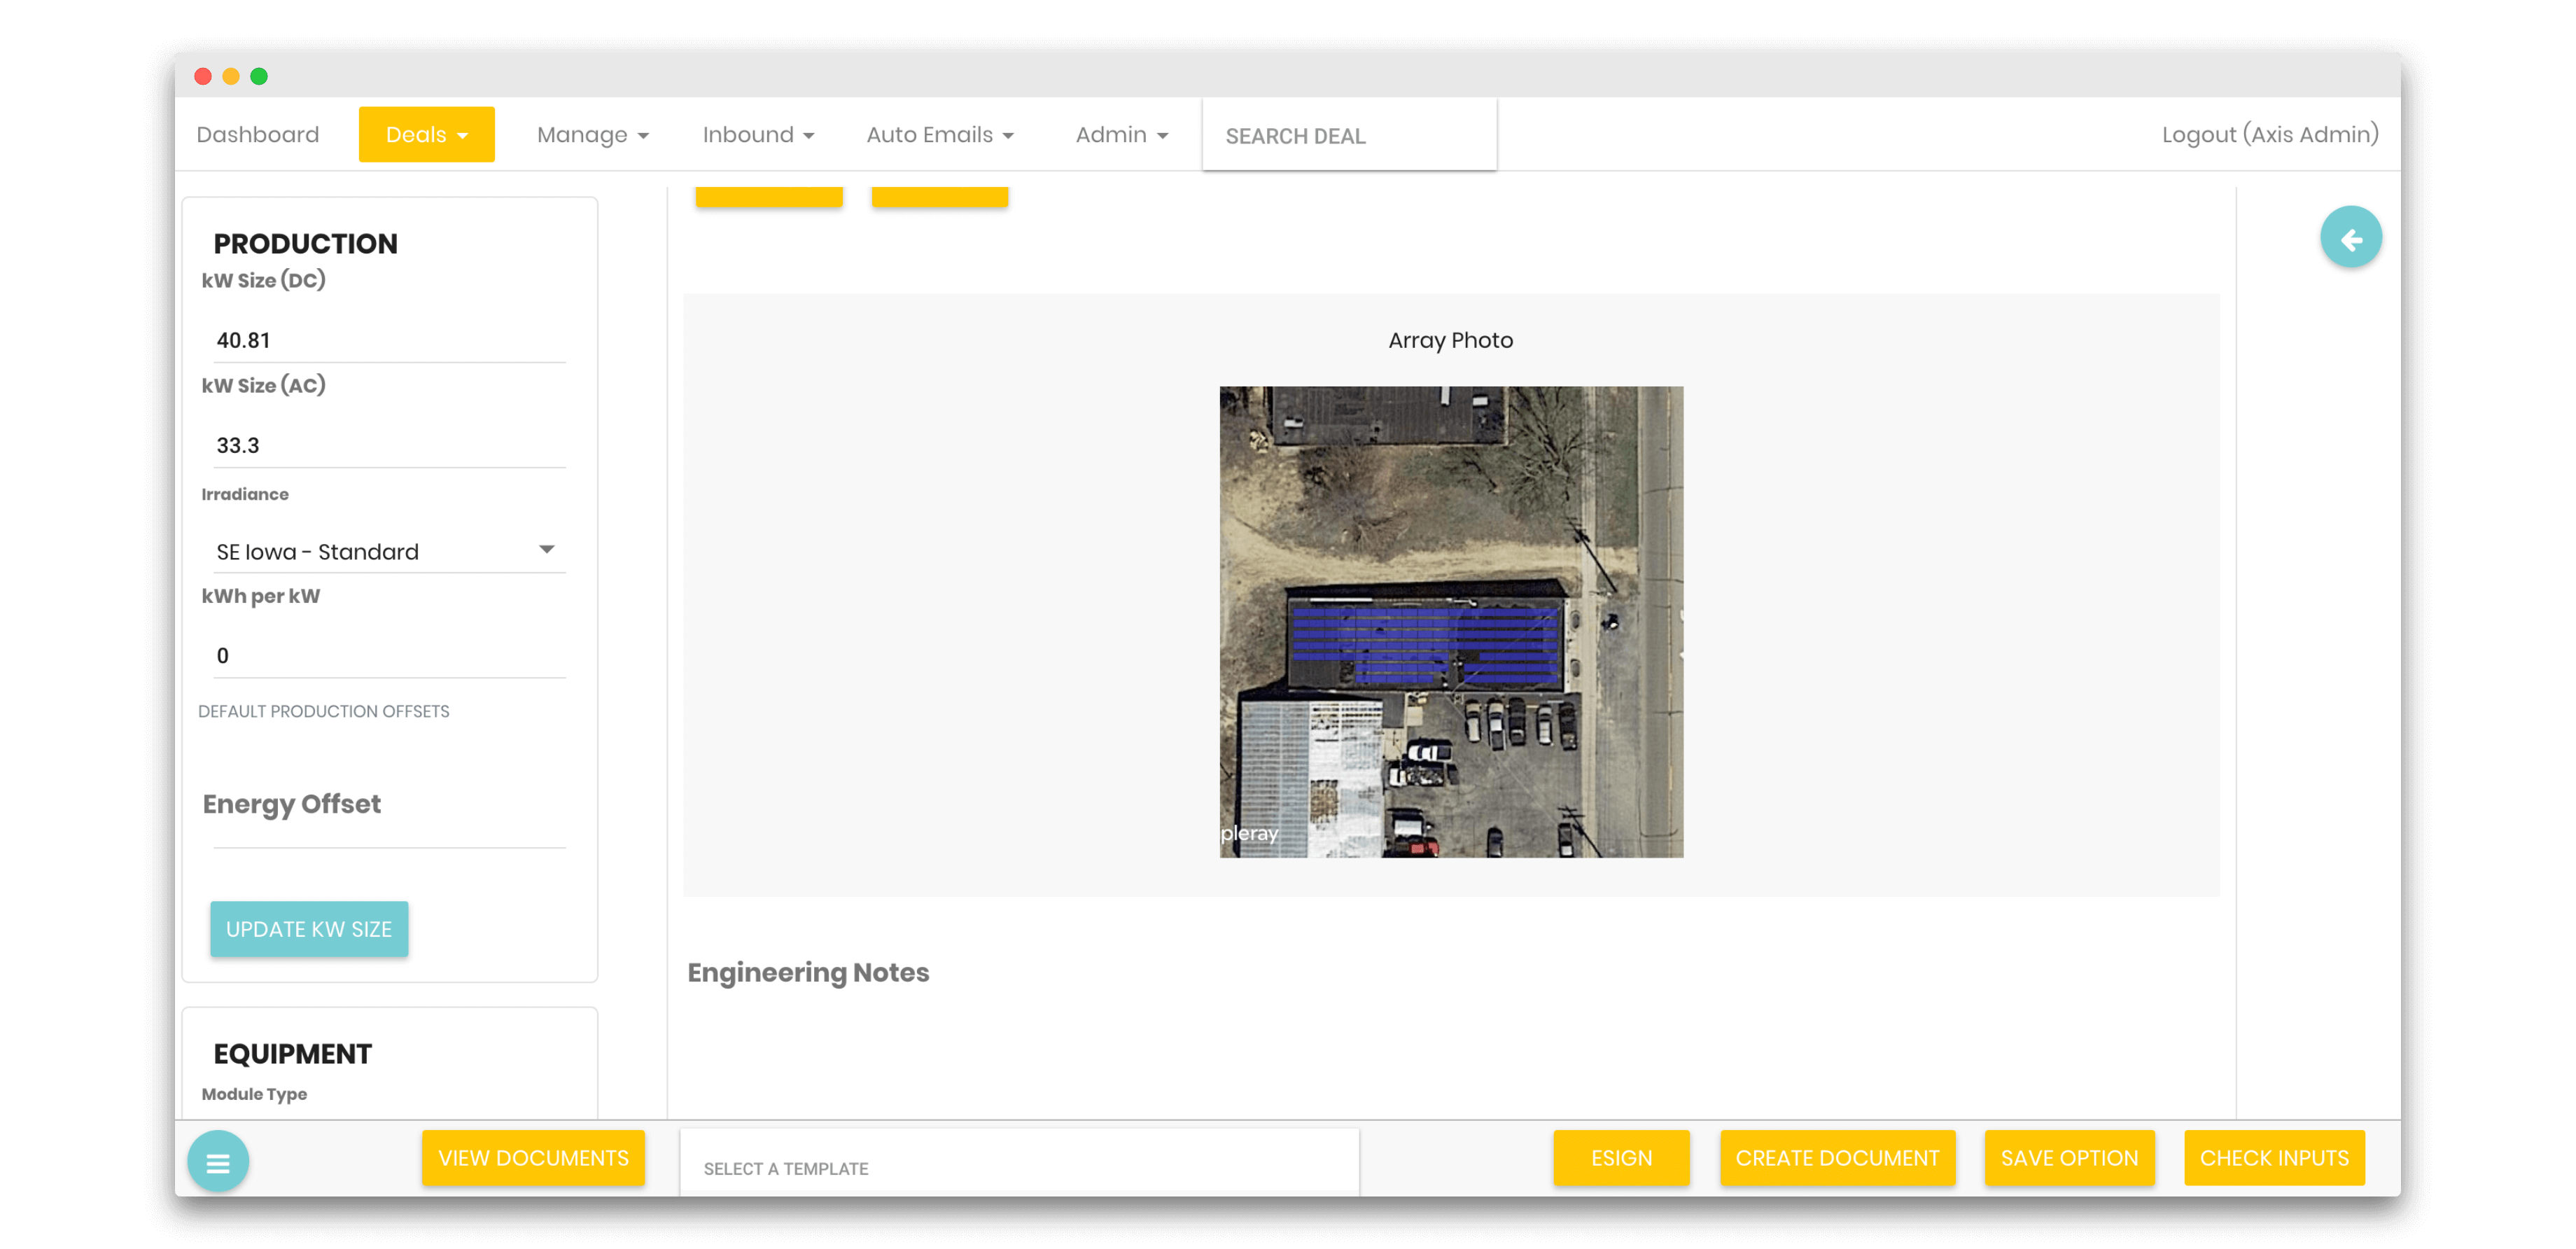 Dashboard
Deals
Manage
Inbound
Auto Emails
Admin
SEARCH DEAL
Logout (Axis Admin)
PRODUCTION
kW Size (DC)
40.81
kW Size (AC)
33.3
Irradiance
SE Iowa - Standard
kWh per kW
0
DEFAULT PRODUCTION OFFSETS
Energy Offset
UPDATE KW SIZE
EQUIPMENT
Module Type
Array Photo
pleray
Engineering Notes
VIEW DOCUMENTS
SELECT A TEMPLATE
ESIGN
CREATE DOCUMENT
SAVE OPTION
CHECK INPUTS